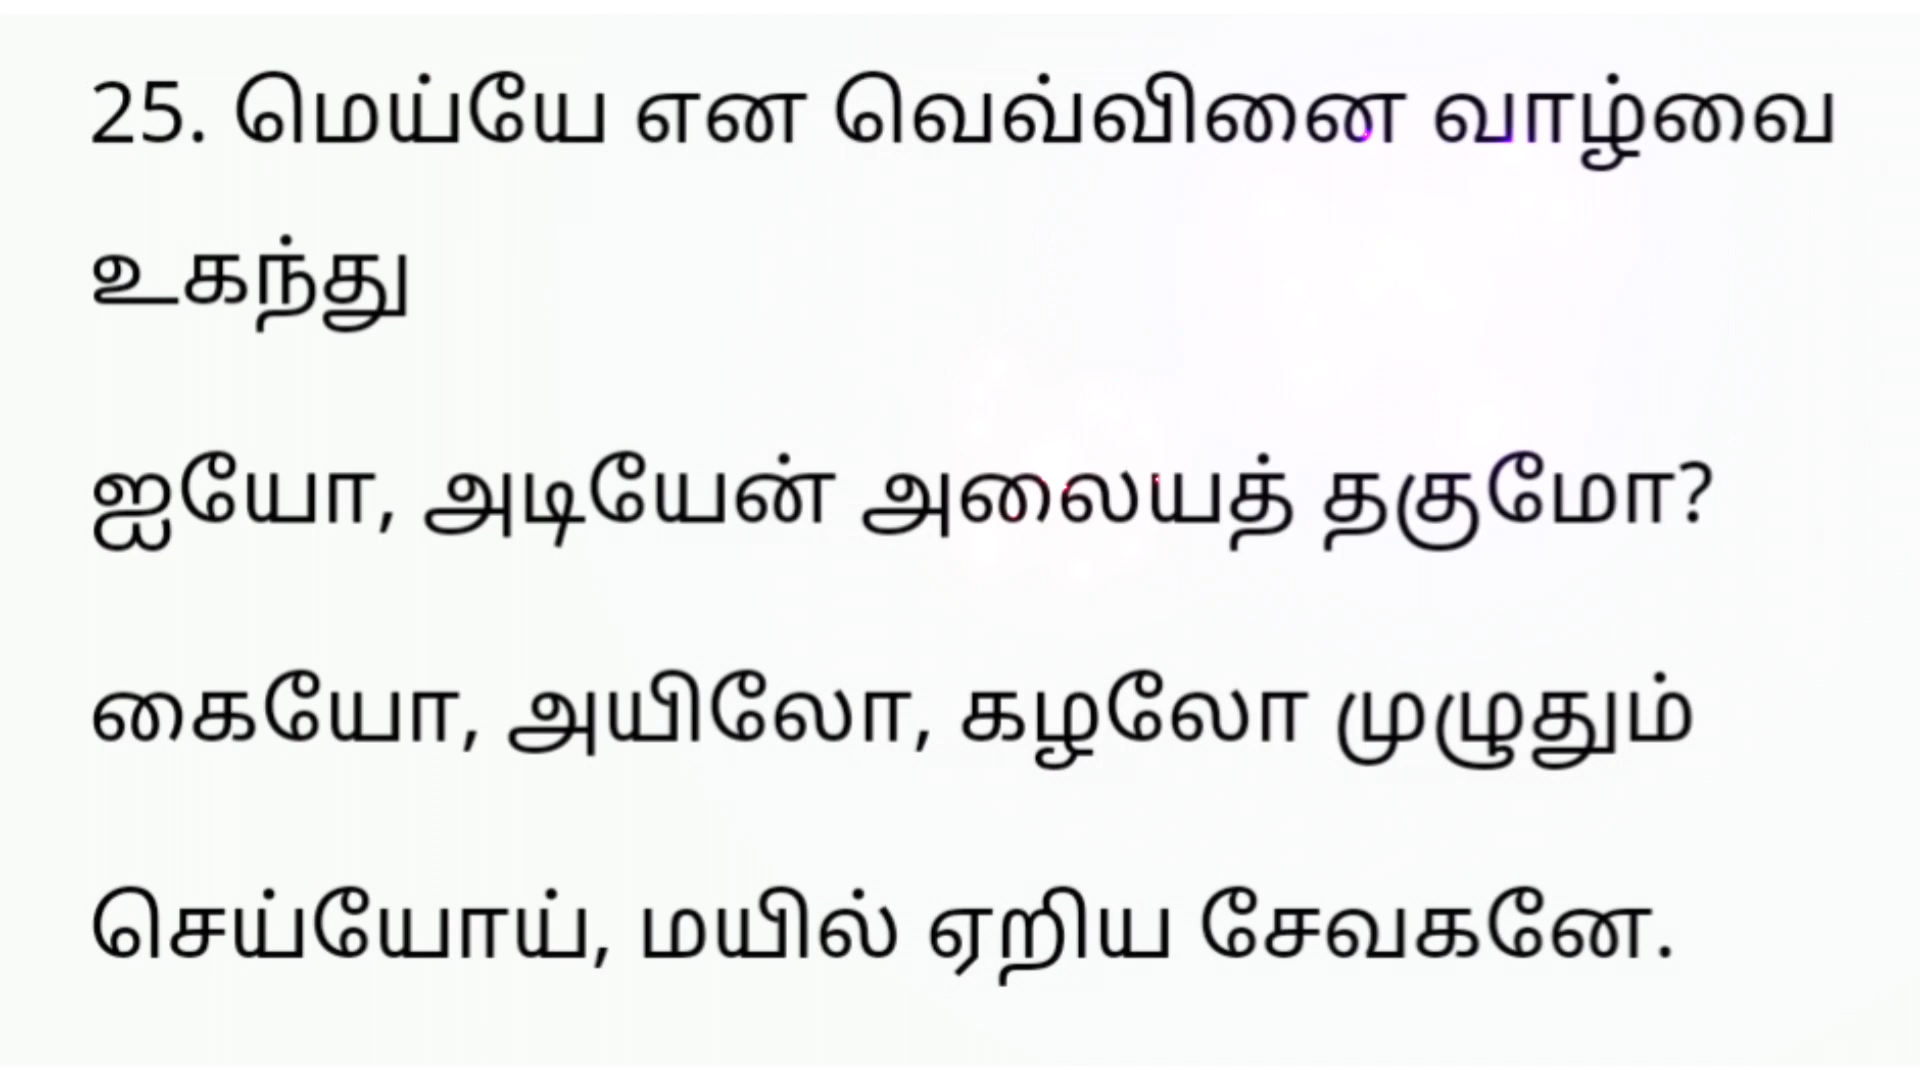 25. மெய்யே என வெவ்வினை வாழ்வை
உகந்து
ஐயோ, அடியேன் அலையத் தகுமோ?
கையோ, அயிலோ, கழலோ முழுதும்
செய்யோய், மயில் ஏறிய சேவகனே.